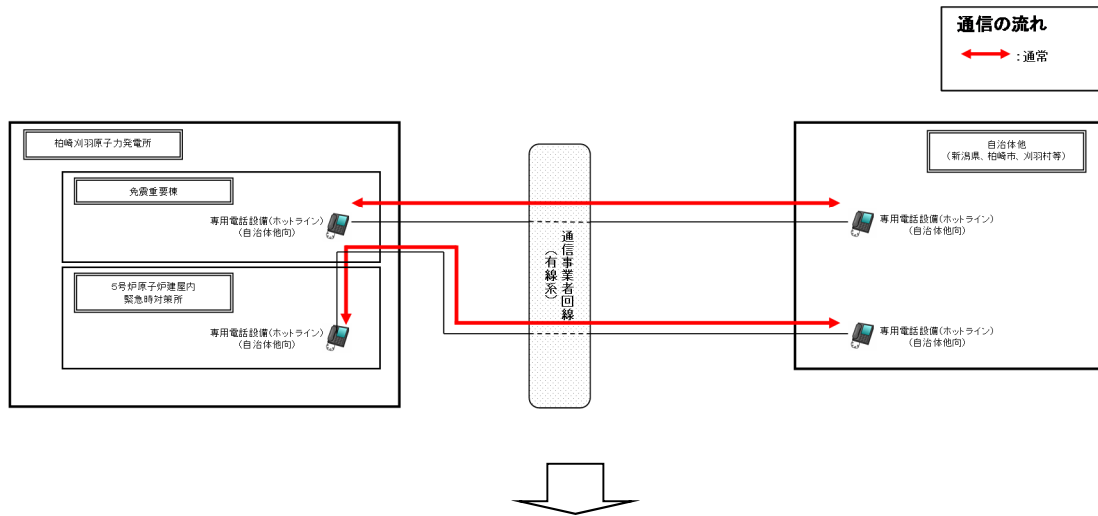 通信の流れ
：通常
柏崎刈羽原子力発電所
免震重要棟
専用電話設備(ホットライン)
(自治体他向)
5号炉原子炉建屋内
緊急時対策所
専用電話設備(ホットライン)
(自治体他向)
通信事業者回線
(有線系)
自治体他
(新潟県、柏崎市、刈羽村等)
専用電話設備(ホットライン)
(自治体他向)
専用電話設備(ホットライン)
(自治体他向)